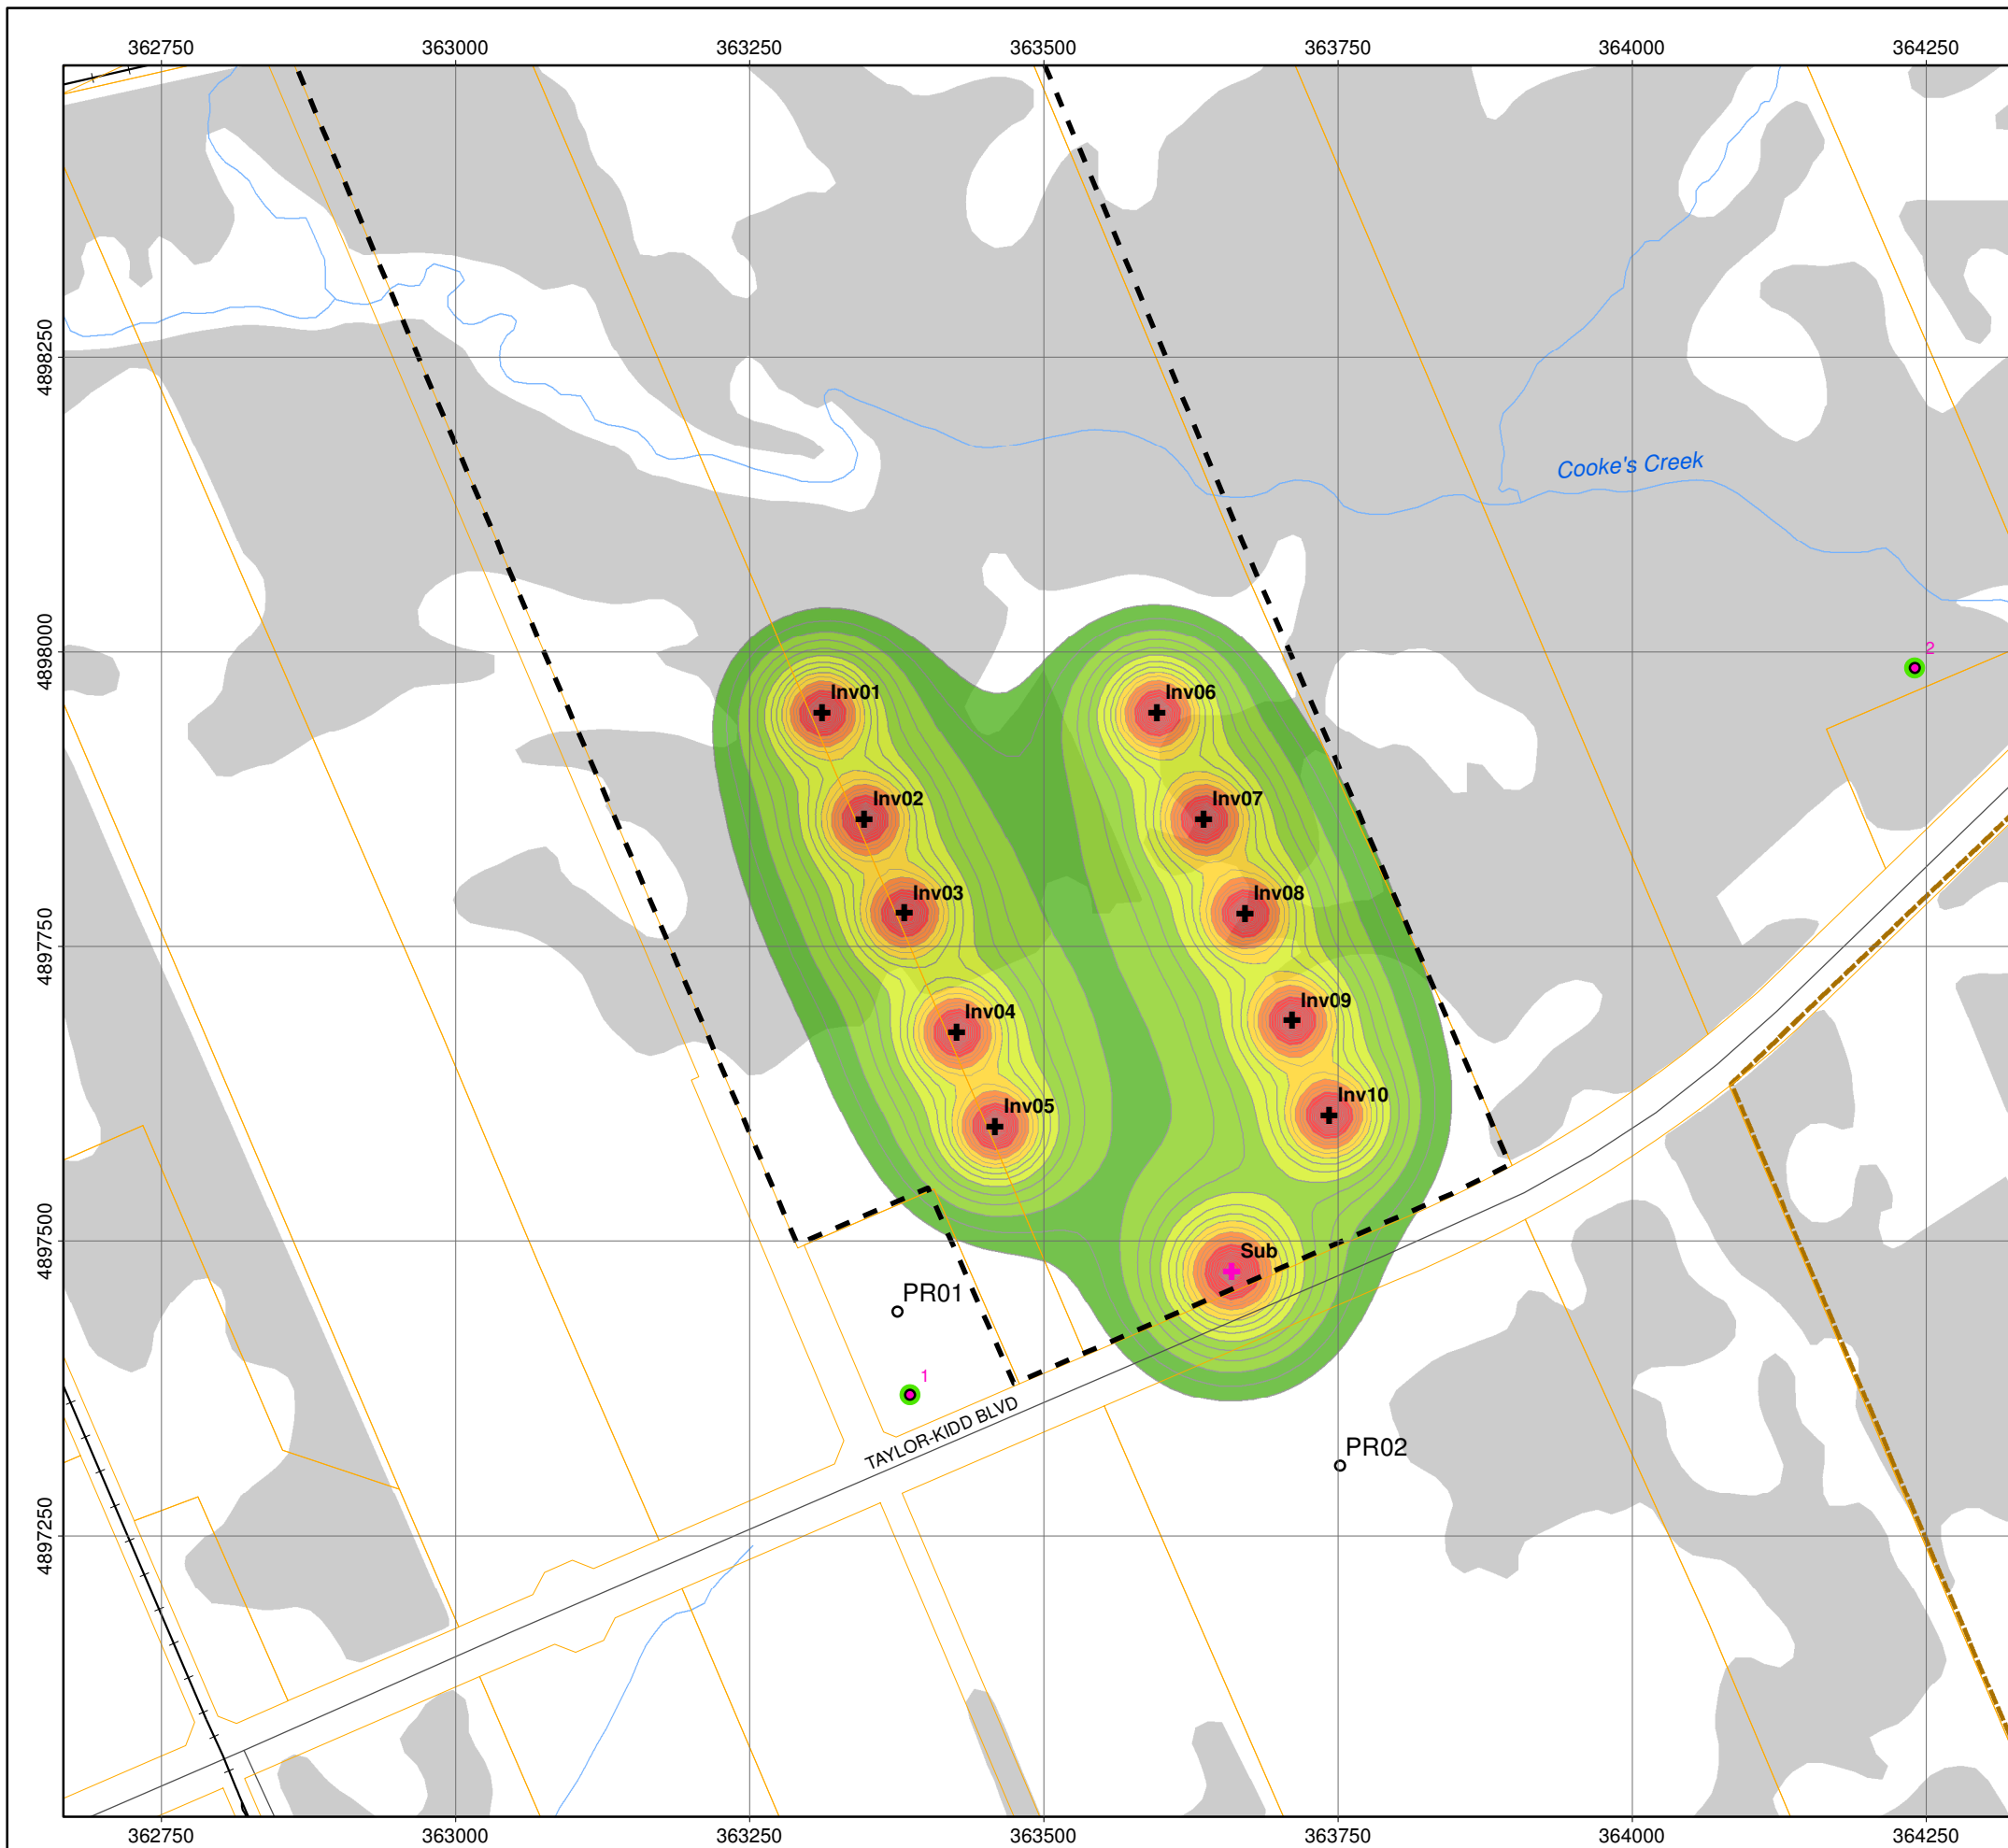 362750 363000 363250 363500 363750 364000 364250
4898250
Cooke's Creek
4898000
2
Inv01 Inv06
Inv02 Inv07
Inv03 Inv08
4897750
Inv04 Inv09
Inv05 Inv10
4897500
Sub
PR01
1
TAYLOR-KIDD BLVD
PR02
4897250
362750 363000 363250 363500 363750 364000 364250